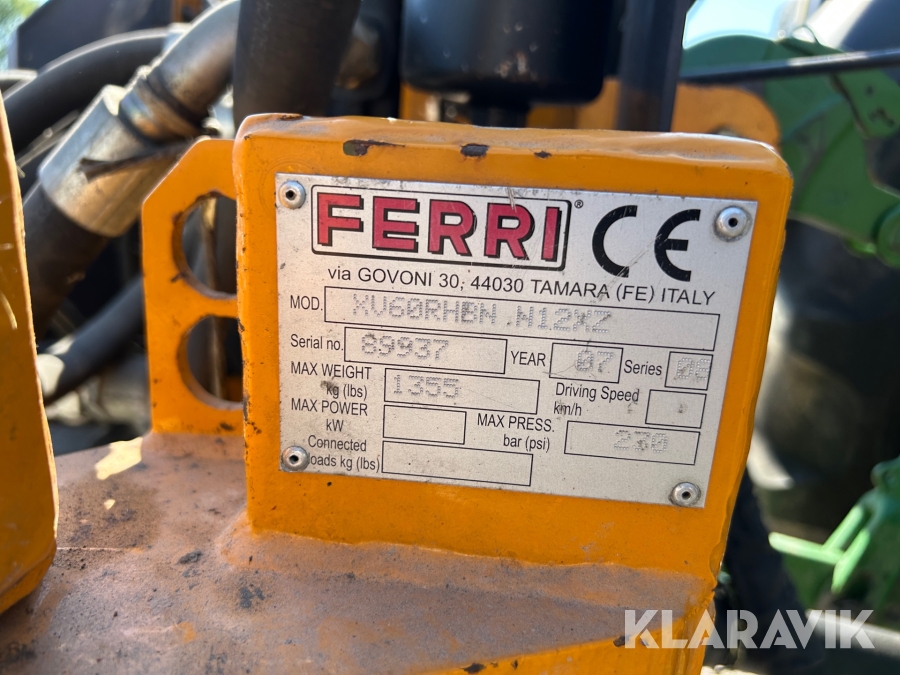 FERRI® CE
via GOVONI 30, 44030 TAMARA (FE) ITALY
MOD. XV60RHBN.N12XZ
Serial no. 89937 YEAR 07 Series
MAX WEIGHT kg (lbs) 1355 Driving Speed km/h
MAX POWER kW MAX PRESS. bar (psi) 230
Connected loads kg (lbs)
KLARAVIK